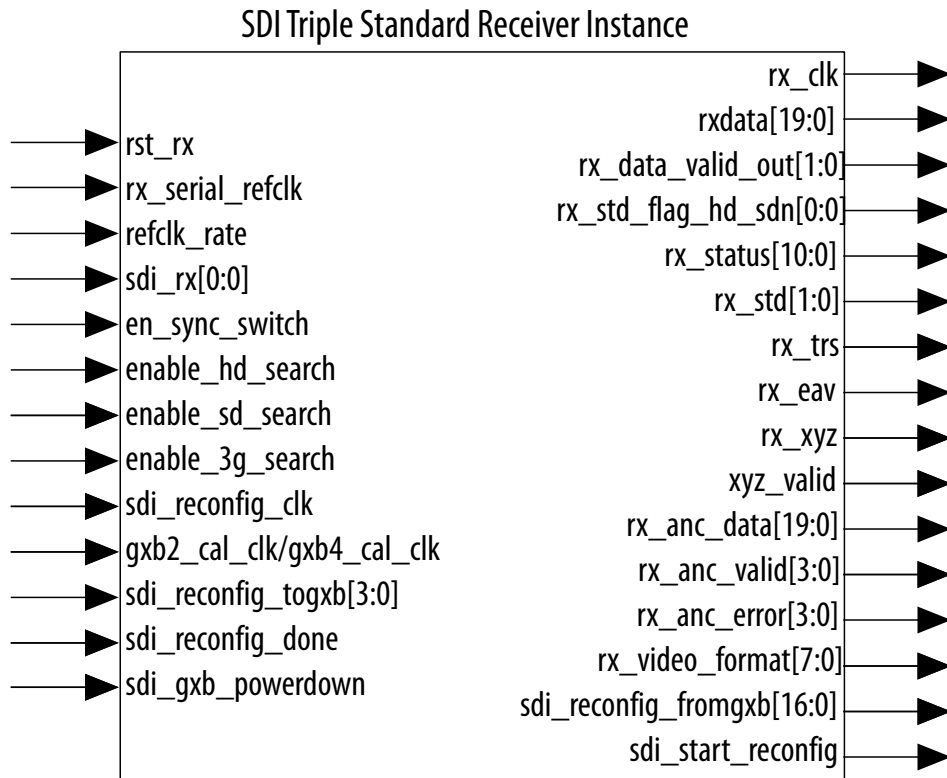 SDI Triple Standard Receiver Instance
rst_rx
rx_serial_refclk
refclk_rate
sdi_rx[0:0]
en_sync_switch
enable_hd_search
enable_sd_search
enable_3g_search
sdi_reconfig_clk
gxb2_cal_clk/gxb4_cal_clk
sdi_reconfig_togxb[3:0]
sdi_reconfig_done
sdi_gxb_powerdown
rx_clk
rxdata[19:0]
rx_data_valid_out[1:0]
rx_std_flag_hd_sdn[0:0]
rx_status[10:0]
rx_std[1:0]
rx_trs
rx_eav
rx_xyz
xyz_valid
rx_anc_data[19:0]
rx_anc_valid[3:0]
rx_anc_error[3:0]
rx_video_format[7:0]
sdi_reconfig_fromgxb[16:0]
sdi_start_reconfig